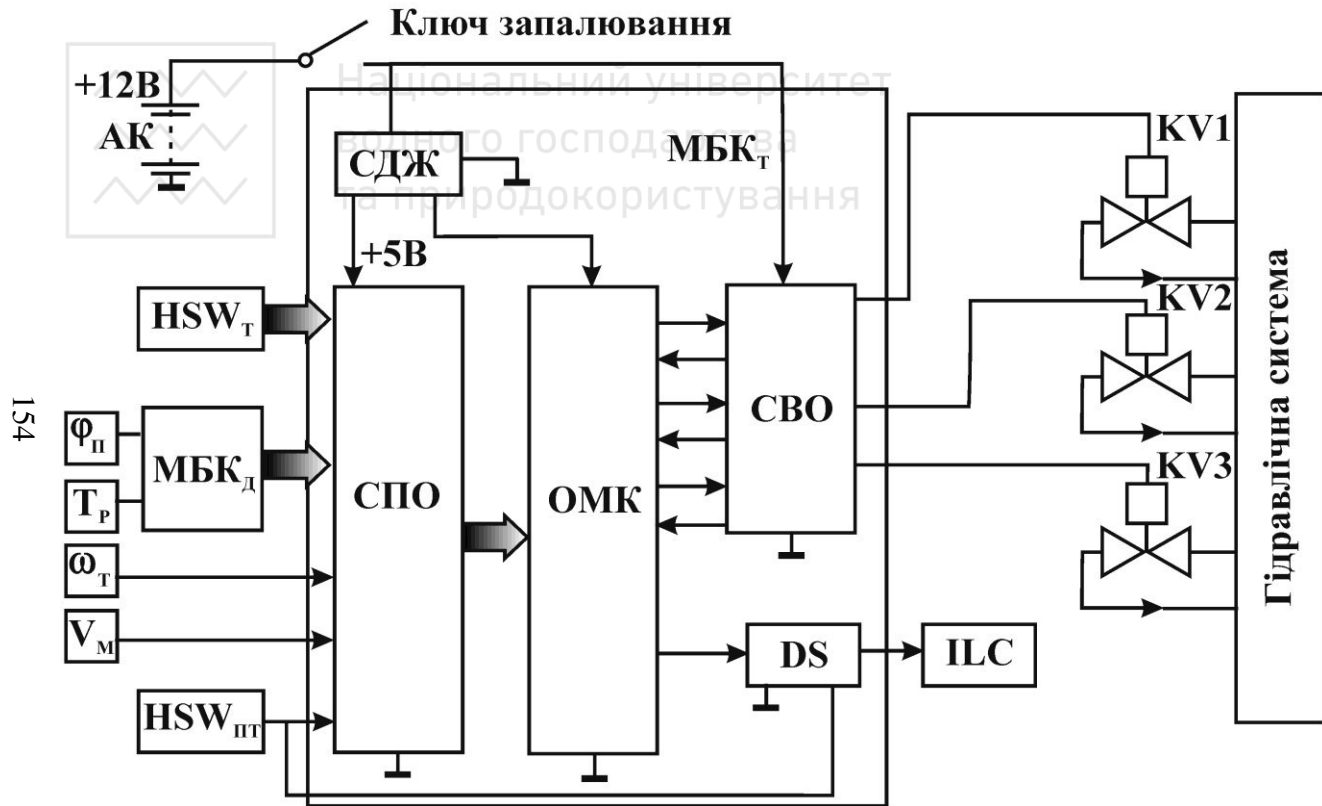 Ключ запалювання
Національний університет
водного господарства
та природокористування
+12В
АК
СДЖ
МБКТ
+5В
HSWТ
φП
TР
МБКД
ωТ
VМ
HSWПТ
СПО
ОМК
СВО
DS
ILC
KV1
KV2
KV3
Гідравлічна система
154